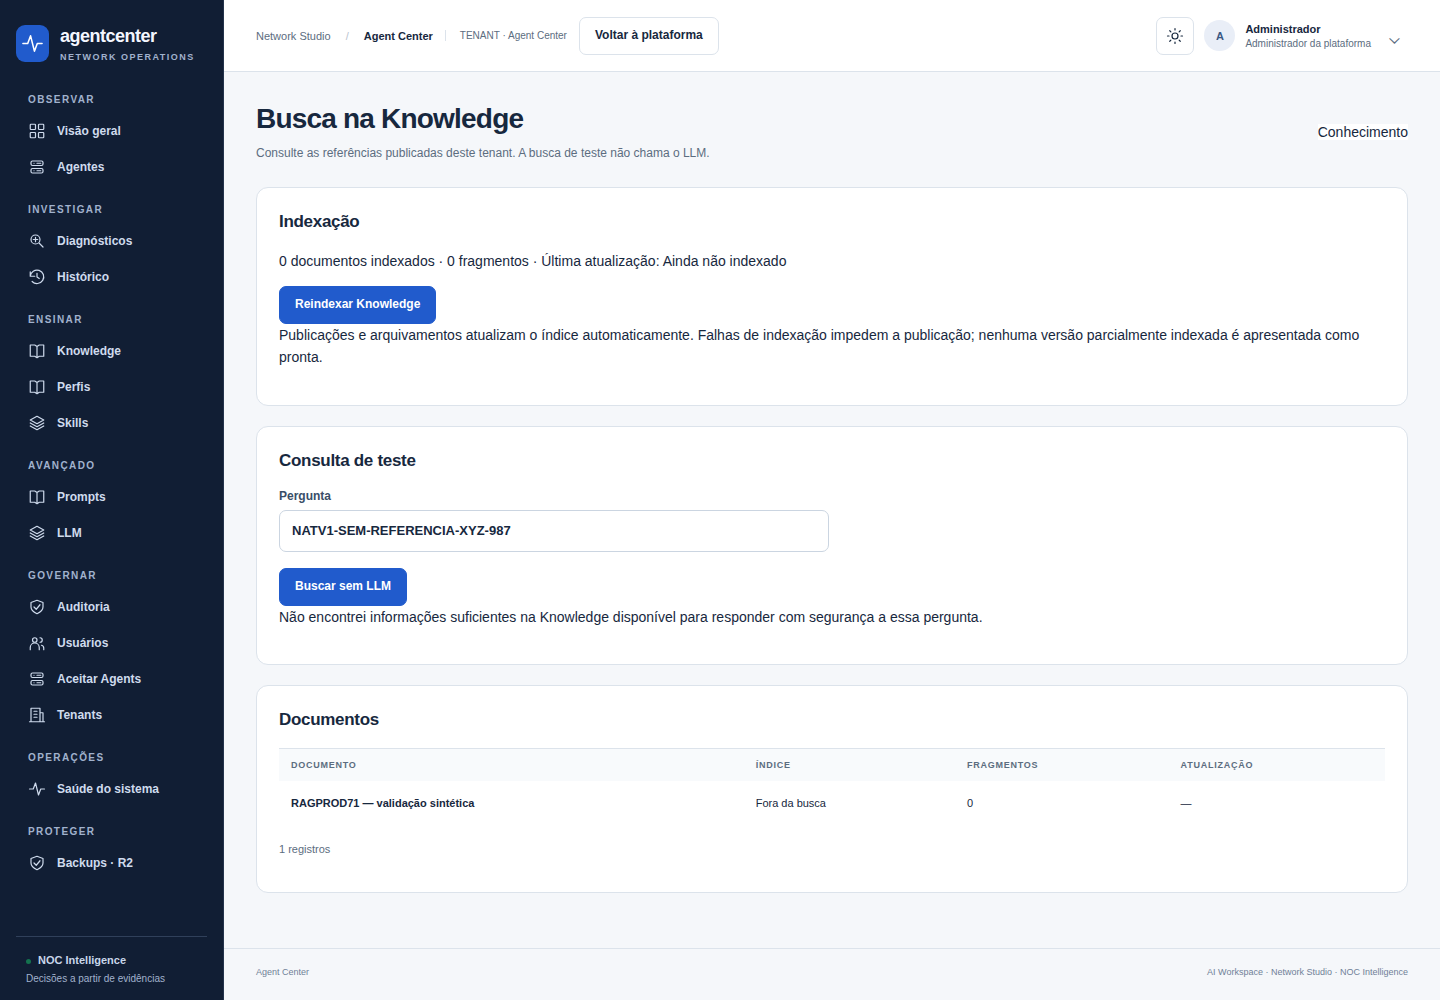 agentcenter
NETWORK OPERATIONS
OBSERVAR
Visão geral
Agentes
INVESTIGAR
Diagnósticos
Histórico
ENSINAR
Knowledge
Perfis
Skills
AVANÇADO
Prompts
LLM
GOVERNAR
Auditoria
Usuários
Aceitar Agents
Tenants
OPERAÇÕES
Saúde do sistema
PROTEGER
Backups · R2
NOC Intelligence
Decisões a partir de evidências
Network Studio / Agent Center TENANT · Agent Center Voltar à plataforma
A
Administrador
Administrador da plataforma
Busca na Knowledge
Consulte as referências publicadas deste tenant. A busca de teste não chama o LLM.
Conhecimento
Indexação
0 documentos indexados · 0 fragmentos · Última atualização: Ainda não indexado
Reindexar Knowledge
Publicações e arquivamentos atualizam o índice automaticamente. Falhas de indexação impedem a publicação; nenhuma versão parcialmente indexada é apresentada como
pronta.
Consulta de teste
Pergunta
NATV1-SEM-REFERENCIA-XYZ-987
Buscar sem LLM
Não encontrei informações suficientes na Knowledge disponível para responder com segurança a essa pergunta.
Documentos
DOCUMENTO ÍNDICE FRAGMENTOS ATUALIZAÇÃO
RAGPROD71 — validação sintética Fora da busca 0 —
1 registros
Agent Center
AI Workspace · Network Studio · NOC Intelligence